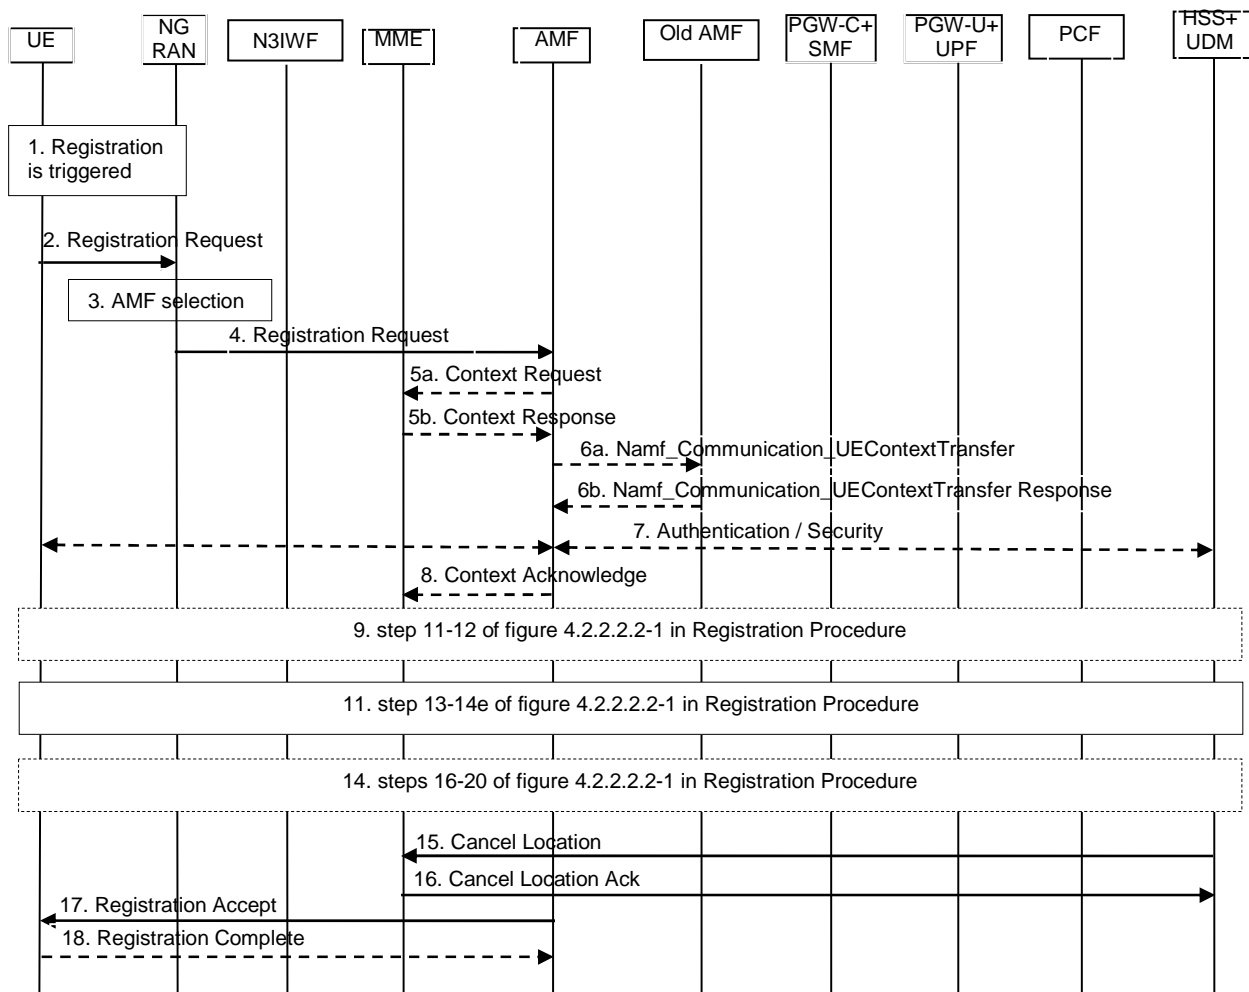 UE
NG
RAN
N3IWF
MME
AMF
Old AMF
PGW-C+
SMF
PGW-U+
UPF
PCF
HSS+
UDM
1. Registration
is triggered
2. Registration Request
3. AMF selection
4. Registration Request
5a. Context Request
5b. Context Response
6a. Namf_Communication_UEContextTransfer
6b. Namf_Communication_UEContextTransfer Response
7. Authentication / Security
8. Context Acknowledge
9. step 11-12 of figure 4.2.2.2.2-1 in Registration Procedure
11. step 13-14e of figure 4.2.2.2.2-1 in Registration Procedure
14. steps 16-20 of figure 4.2.2.2.2-1 in Registration Procedure
15. Cancel Location
16. Cancel Location Ack
17. Registration Accept
18. Registration Complete